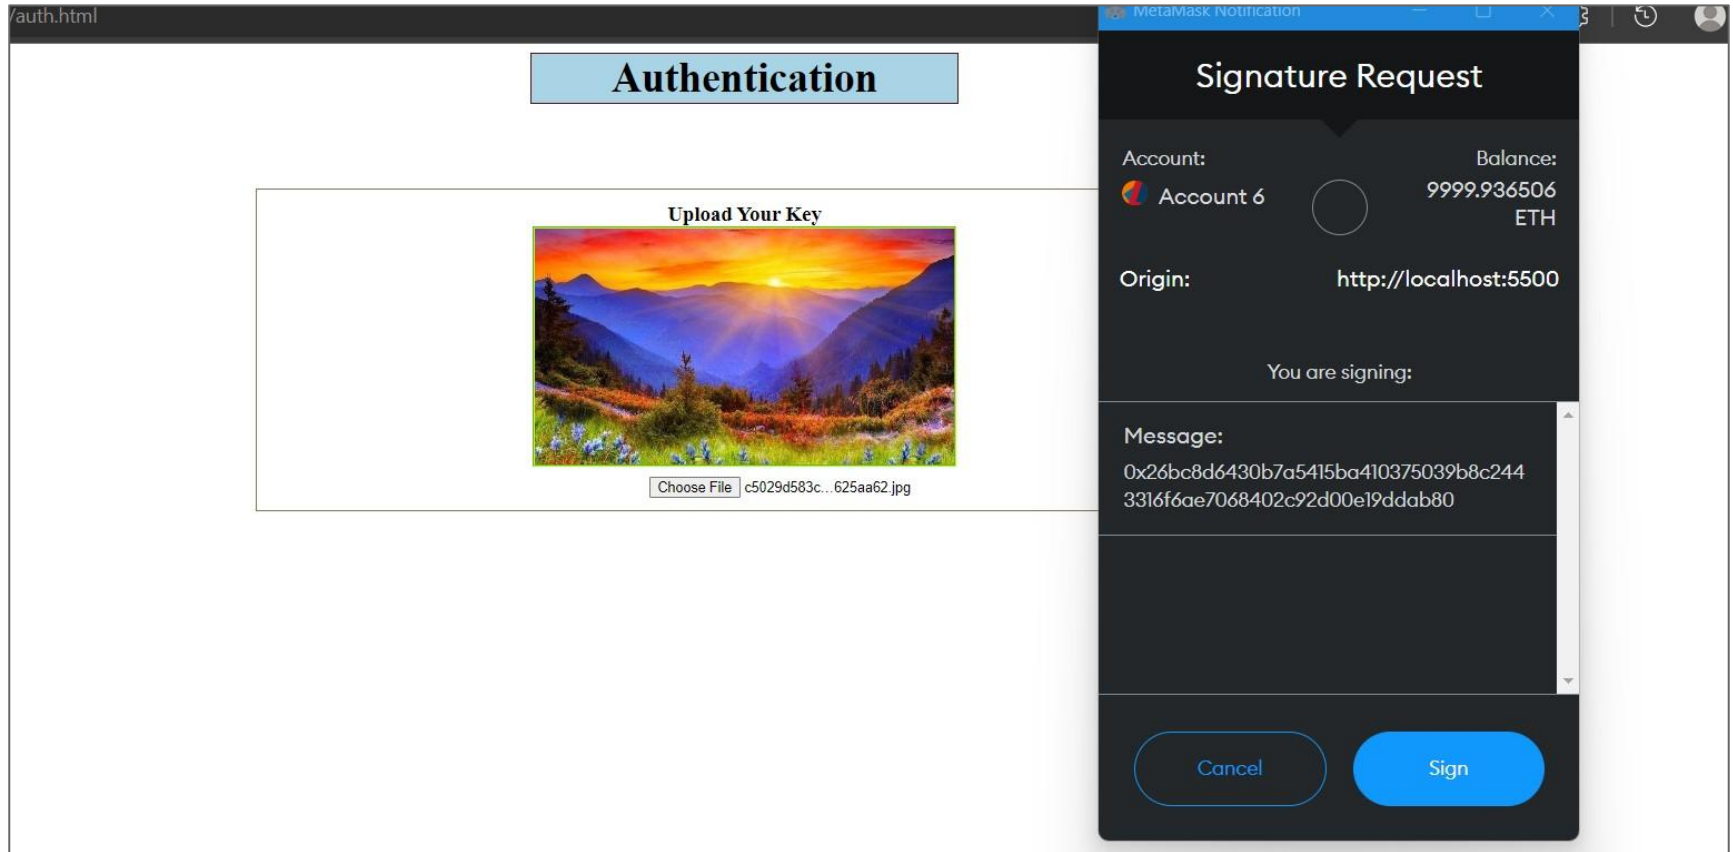 /auth.html
MetaMask Notification
Authentication
Signature Request
Account:
Balance:
Account 6
9999.936506
ETH
Origin:
http://localhost:5500
Upload Your Key
Choose File c5029d583c...625aa62.jpg
You are signing:
Message:
0x26bc8d6430b7a5415ba410375039b8c244
3316f6ae7068402c92d00e19ddab80
Cancel
Sign